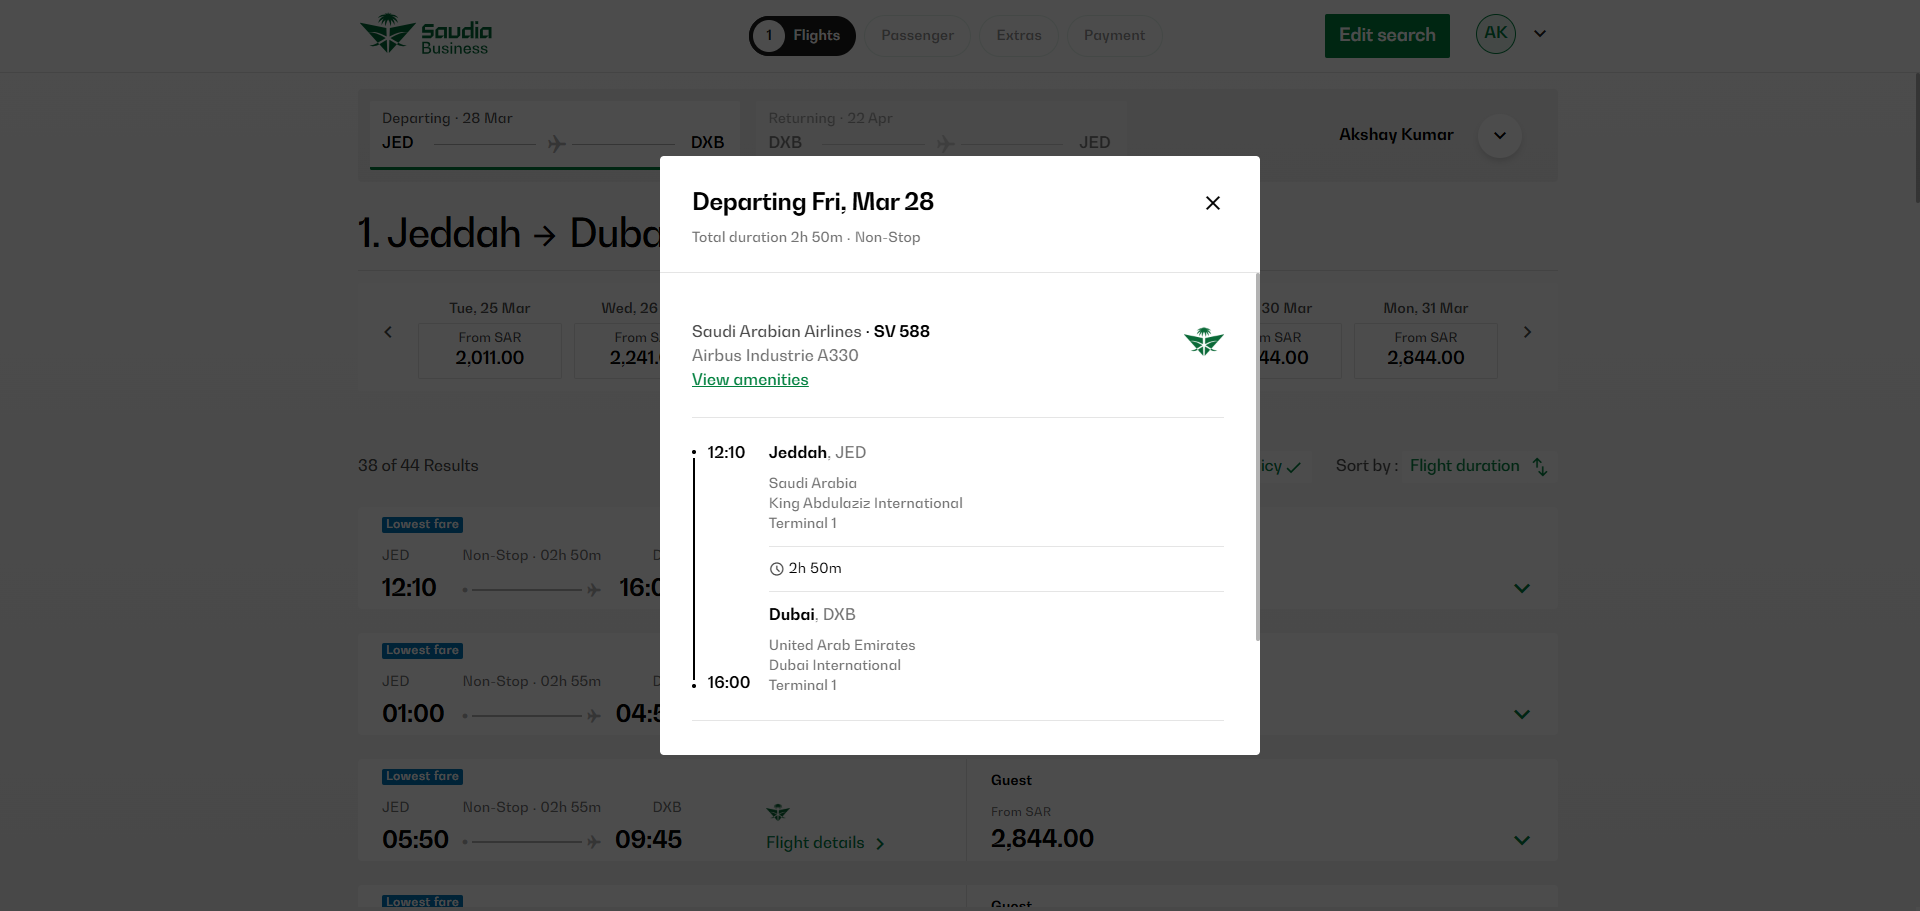 Saudia
Business
1 Flights
Passenger
Extras
Payment
Edit search
AK
Departing · 28 Mar
JED
DXB
Returning · 22 Apr
DXB
JED
Akshay Kumar
1. Jeddah → Duba
Tue, 25 Mar
From SAR
2,011.00
Wed, 26
From S
2,241.
30 Mar
SAR
44.00
Mon, 31 Mar
From SAR
2,844.00
Departing Fri, Mar 28
Total duration 2h 50m · Non-Stop
Saudi Arabian Airlines · SV 588
Airbus Industrie A330
View amenities
12:10 Jeddah, JED
Saudi Arabia
King Abdulaziz International
Terminal 1
2h 50m
Dubai, DXB
United Arab Emirates
Dubai International
16:00 Terminal 1
38 of 44 Results
icy
Sort by : Flight duration
Lowest fare
JED Non-Stop · 02h 50m D
12:10 16:0
Lowest fare
JED Non-Stop · 02h 55m D
01:00 04:5
Lowest fare
JED Non-Stop · 02h 55m DXB
05:50 09:45
Flight details
Guest
From SAR
2,844.00
Lowest fare
Guest